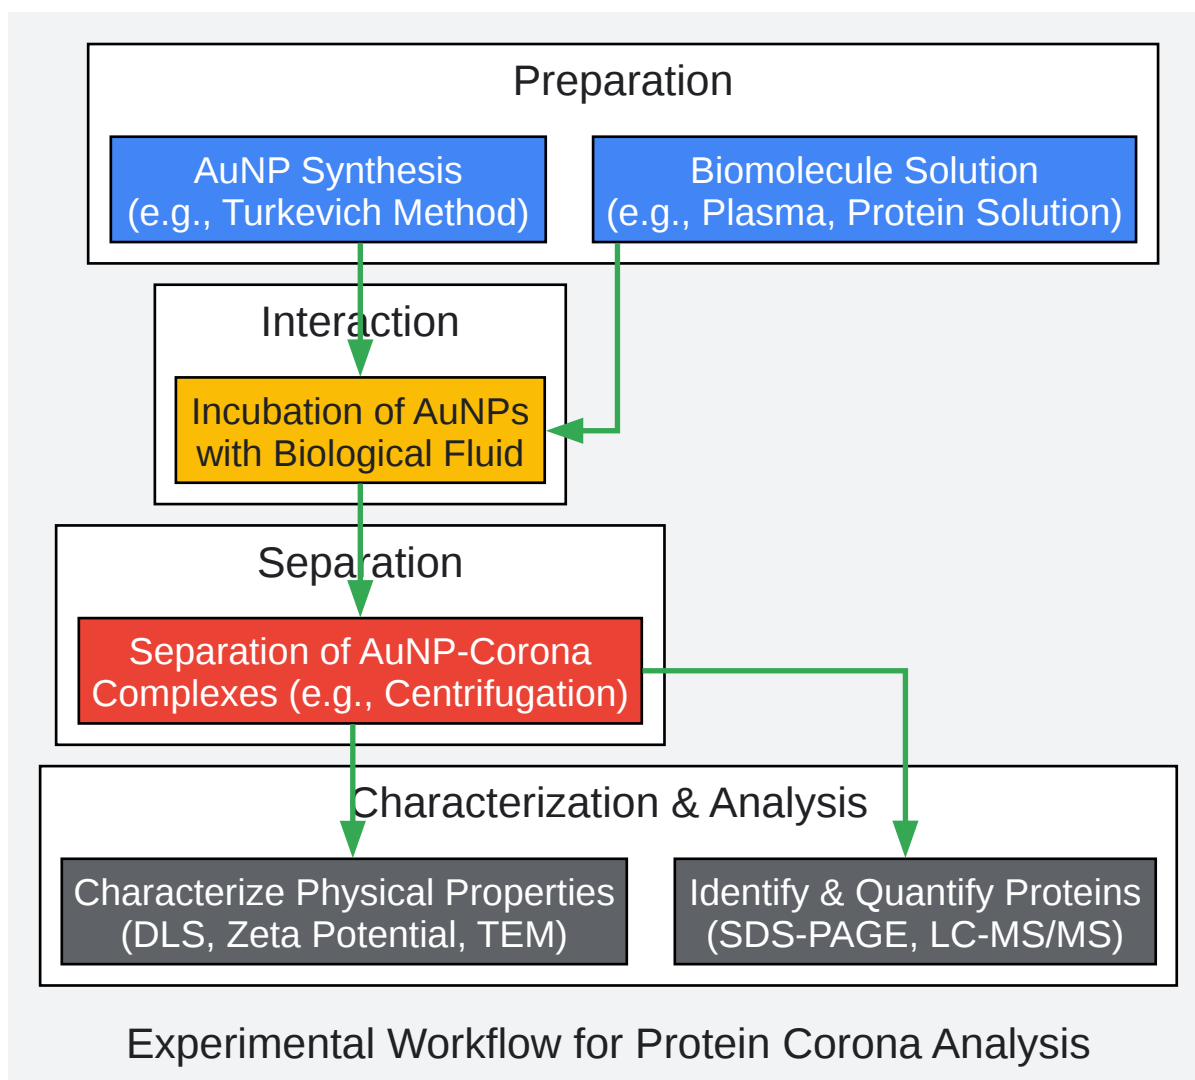 Preparation
AuNP Synthesis
(e.g., Turkevich Method)
Biomolecule Solution
(e.g., Plasma, Protein Solution)
Interaction
Incubation of AuNPs
with Biological Fluid
Separation
Separation of AuNP-Corona
Complexes (e.g., Centrifugation)
Characterization & Analysis
Characterize Physical Properties
(DLS, Zeta Potential, TEM)
Identify & Quantify Proteins
(SDS-PAGE, LC-MS/MS)
Experimental Workflow for Protein Corona Analysis